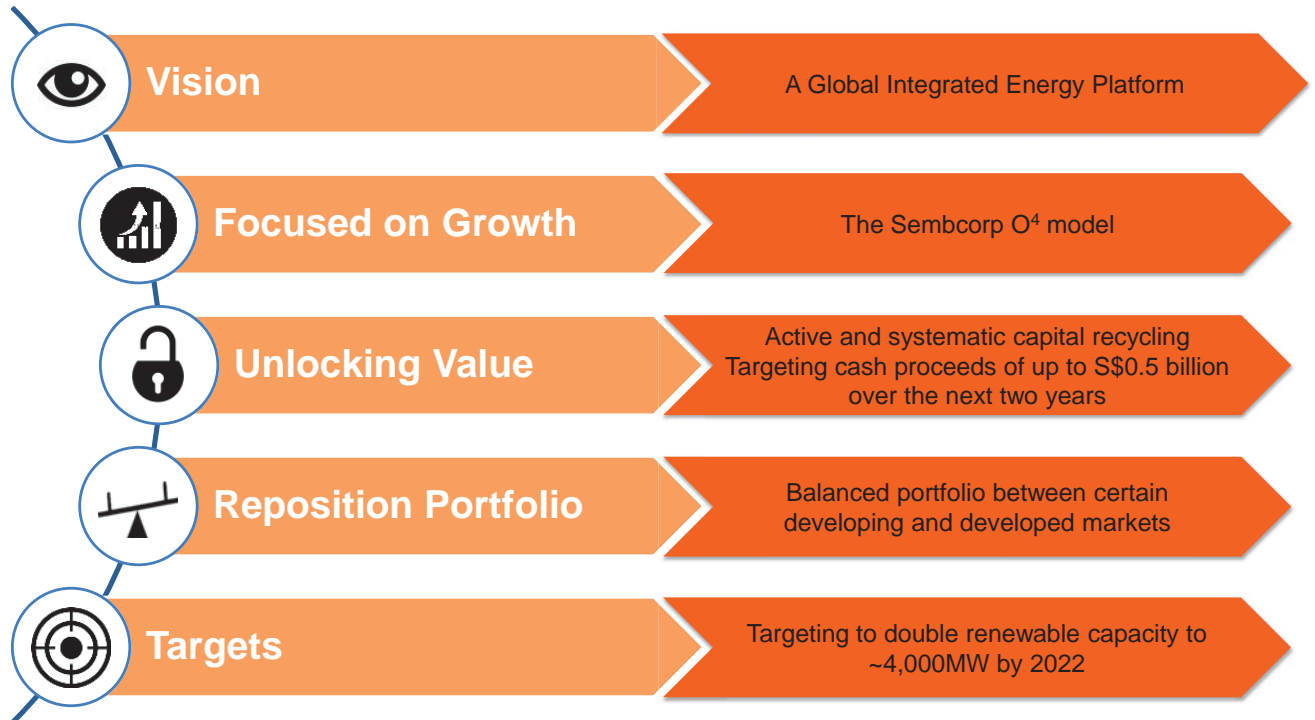 Vision
A Global Integrated Energy Platform
Focused on Growth
The Sembcorp O⁴ model
Unlocking Value
Active and systematic capital recycling
Targeting cash proceeds of up to S$0.5 billion
over the next two years
Reposition Portfolio
Balanced portfolio between certain
developing and developed markets
Targets
Targeting to double renewable capacity to
~4,000MW by 2022